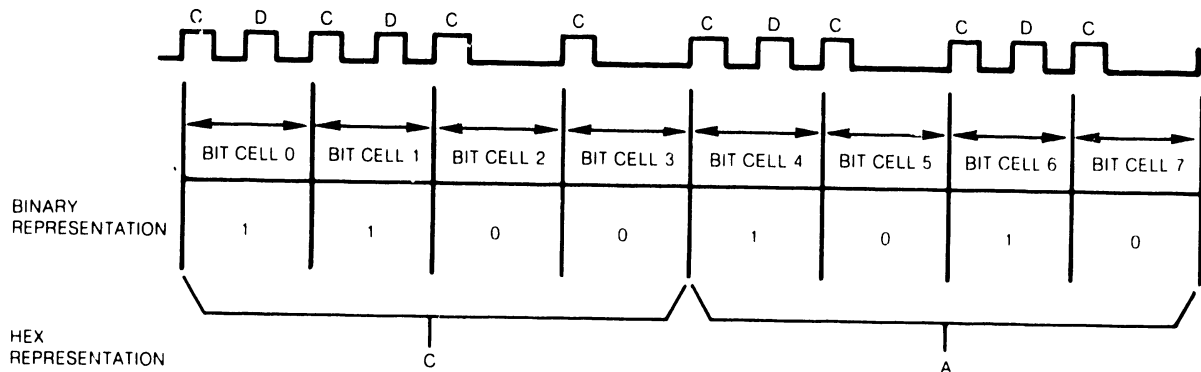 C D C D C C C D C C D C
BIT CELL 0 BIT CELL 1 BIT CELL 2 BIT CELL 3 BIT CELL 4 BIT CELL 5 BIT CELL 6 BIT CELL 7
BINARY
REPRESENTATION
1 1 0 0 1 0 1 0
HEX
REPRESENTATION
C A